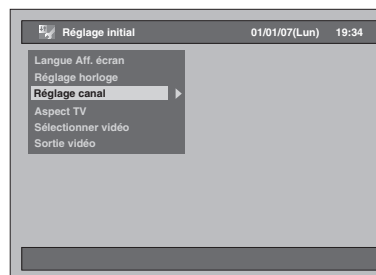 Réglage initial 01/01/07(Lun) 19:34
Langue Aff. écran
Réglage horloge
Réglage canal
Aspect TV
Sélectionner vidéo
Sortie vidéo